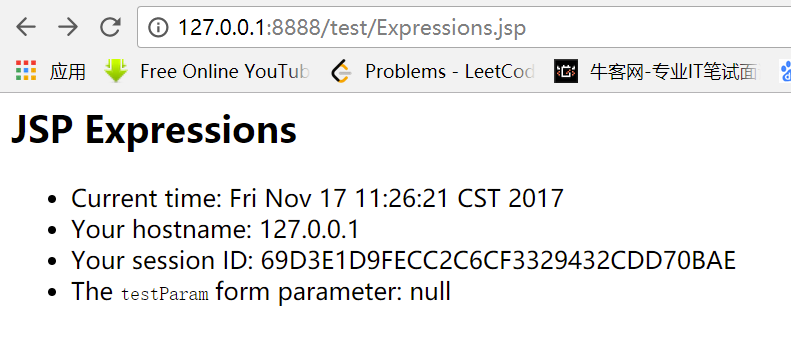 127.0.0.1:8888/test/Expressions.jsp
应用 Free Online YouTub Problems - LeetCod 牛客网-专业IT笔试面
JSP Expressions
• Current time: Fri Nov 17 11:26:21 CST 2017
• Your hostname: 127.0.0.1
• Your session ID: 69D3E1D9FECC2C6CF3329432CDD70BAE
• The testParam form parameter: null